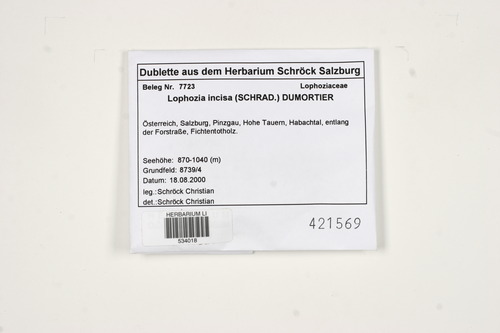 Dublette aus dem Herbarium Schröck Salzburg
Beleg Nr. 7723 Lophoziaceae
Lophozia incisa (SCHRAD.) DUMORTIER
Österreich, Salzburg, Pinzgau, Hohe Tauern, Habachtal, entlang
der Forstraße, Fichtentotholz.
Seehöhe: 870-1040 (m)
Grundfeld: 8739/4
Datum: 18.08.2000
leg.:Schröck Christian
det.:Schröck Christian
HERBARIUM LI
534018
421569